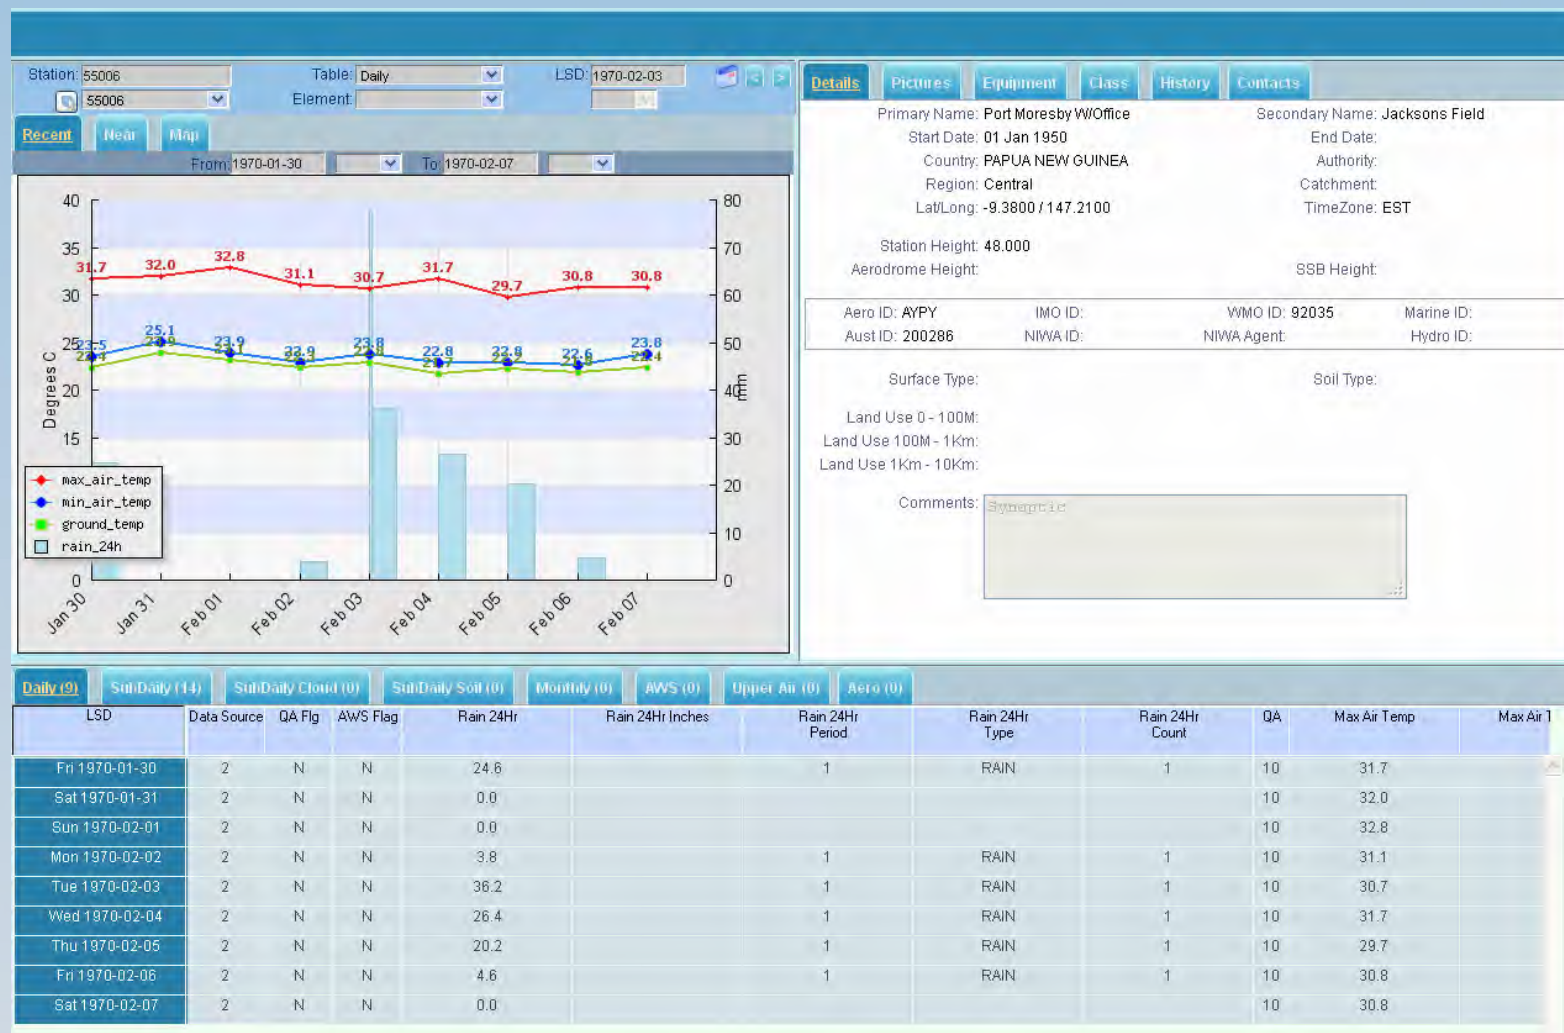 Station: 55006 Table: Daily LSD: 1970-02-03
55006 Element:
Recent Near Map
From: 1970-01-30 To: 1970-02-07
40 80
35 70
30 60
25 50
20 40
15 30
20
10
0 0
Degrees C
mm
31.7 32.0 32.8 31.1 30.7 31.7 29.7 30.8 30.8
23.5 25.1 23.9 23.8 22.8 22.8 22.6 23.8
max_air_temp
min_air_temp
ground_temp
rain_24h
Jan 30 Jan 31 Feb 01 Feb 02 Feb 03 Feb 04 Feb 05 Feb 06 Feb 07
Details Pictures Equipment Class History Contacts
Primary Name: Port Moresby W/Office Secondary Name: Jacksons Field
Start Date: 01 Jan 1950 End Date:
Country: PAPUA NEW GUINEA Authority:
Region: Central Catchment:
Lat/Long: -9.3800 / 147.2100 TimeZone: EST
Station Height: 48.000
Aerodrome Height: SSB Height:
Aero ID: AYPY IMO ID: WMO ID: 92035 Marine ID:
Aust ID: 200286 NIWA ID: NIWA Agent: Hydro ID:
Surface Type: Soil Type:
Land Use 0 - 100M:
Land Use 100M - 1Km:
Land Use 1Km - 10Km:
Comments: Synoptic
Daily (9) SubDaily (14) SubDaily Cloud (0) SubDaily Soil (0) Monthly (0) AWS (0) Upper Air (0) Aero (0)
LSD Data Source QA Flg AWS Flag Rain 24Hr Rain 24Hr Inches Rain 24Hr Period Rain 24Hr Type Rain 24Hr Count QA Max Air Temp Max Air
Fri 1970-01-30 2 N N 24.6 1 RAIN 1 10 31.7
Sat 1970-01-31 2 N N 0.0 10 32.0
Sun 1970-02-01 2 N N 0.0 10 32.8
Mon 1970-02-02 2 N N 3.8 1 RAIN 1 10 31.1
Tue 1970-02-03 2 N N 36.2 1 RAIN 1 10 30.7
Wed 1970-02-04 2 N N 26.4 1 RAIN 1 10 31.7
Thu 1970-02-05 2 N N 20.2 1 RAIN 1 10 29.7
Fri 1970-02-06 2 N N 4.6 1 RAIN 1 10 30.8
Sat 1970-02-07 2 N N 0.0 10 30.8